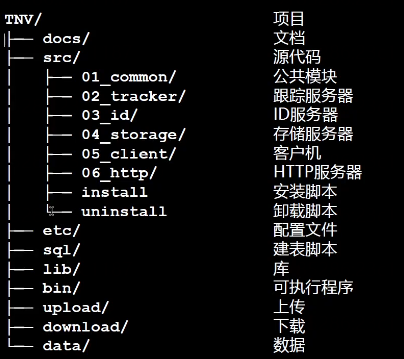 TNV/ 项目
├── docs/ 文档
├── src/ 源代码
│   ├── 01_common/ 公共模块
│   ├── 02_tracker/ 跟踪服务器
│   ├── 03_id/ ID服务器
│   ├── 04_storage/ 存储服务器
│   ├── 05_client/ 客户机
│   ├── 06_http/ HTTP服务器
│   ├── install 安装脚本
│   └── uninstall 卸载脚本
├── etc/ 配置文件
├── sql/ 建表脚本
├── lib/ 库
├── bin/ 可执行程序
├── upload/ 上传
├── download/ 下载
└── data/ 数据